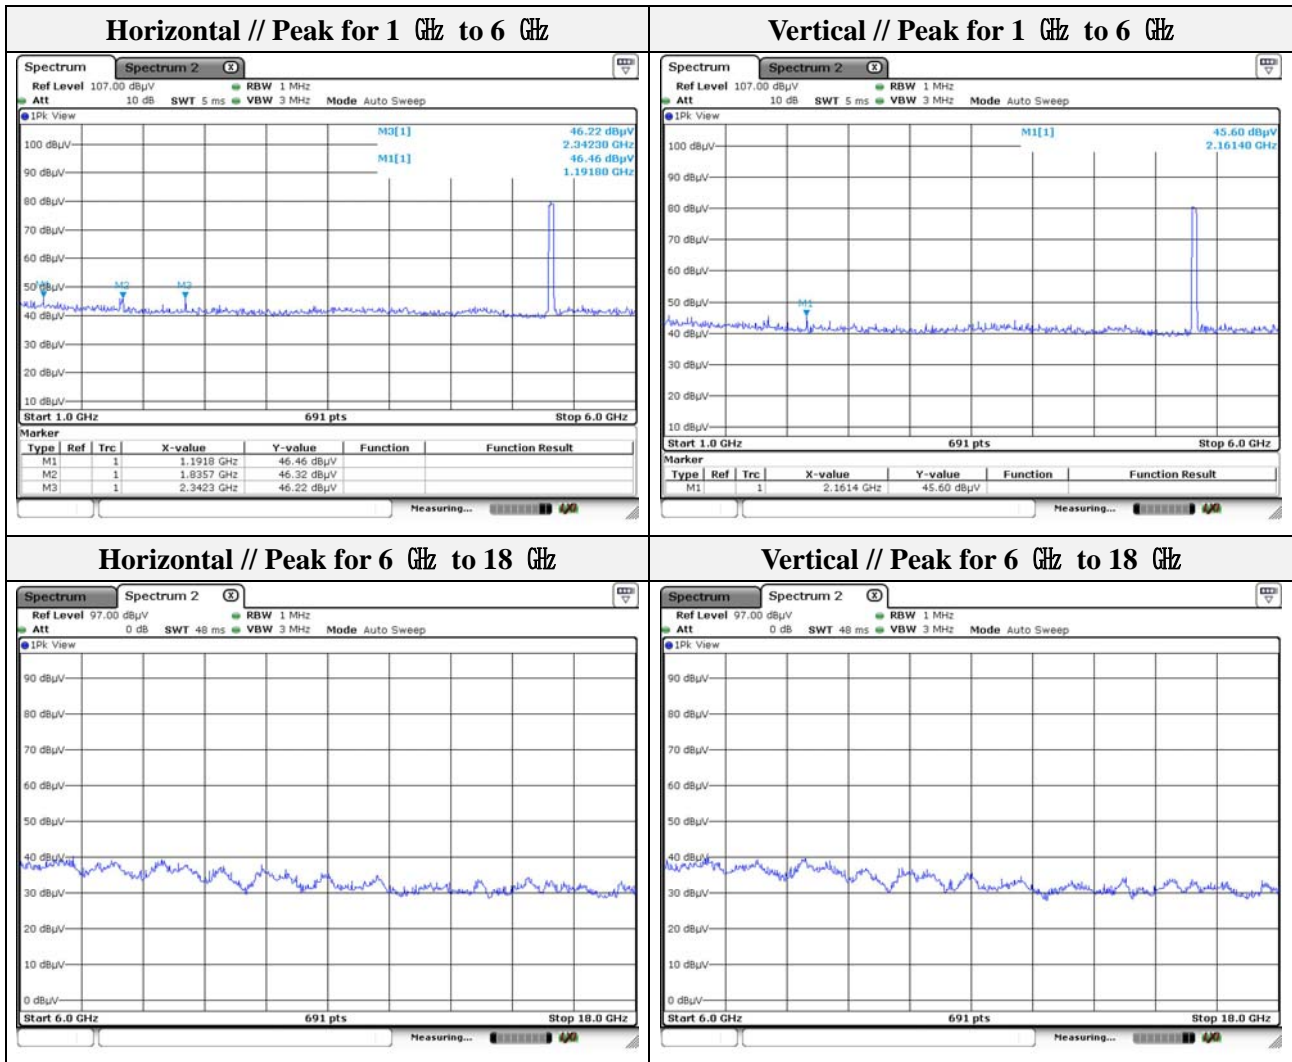 Horizontal // Peak for 1 ㎓ to 6 ㎓
Spectrum Spectrum 2 X
Ref Level 107.00 dBµV RBW 1 MHz
Att 10 dB SWT 5 ms VBW 3 MHz Mode Auto Sweep
1Pk View
M3[1] 46.22 dBµV
2.34230 GHz
M1[1] 46.46 dBµV
1.19180 GHz
100 dBµV
90 dBµV
80 dBµV
70 dBµV
60 dBµV
M2 M3
50 dBµV
40 dBµV
30 dBµV
20 dBµV
10 dBµV
Start 1.0 GHz 691 pts Stop 6.0 GHz
Marker
Type Ref Trc X-value Y-value Function Function Result
M1 1 1.1918 GHz 46.46 dBµV
M2 1 1.8357 GHz 46.32 dBµV
M3 1 2.3423 GHz 46.22 dBµV
Measuring...
Vertical // Peak for 1 ㎓ to 6 ㎓
Spectrum Spectrum 2 X
Ref Level 107.00 dBµV RBW 1 MHz
Att 10 dB SWT 5 ms VBW 3 MHz Mode Auto Sweep
1Pk View
M1[1] 45.60 dBµV
2.16140 GHz
100 dBµV
90 dBµV
80 dBµV
70 dBµV
60 dBµV
50 dBµV
M1
40 dBµV
30 dBµV
20 dBµV
10 dBµV
Start 1.0 GHz 691 pts Stop 6.0 GHz
Marker
Type Ref Trc X-value Y-value Function Function Result
M1 1 2.1614 GHz 45.60 dBµV
Measuring...
Horizontal // Peak for 6 ㎓ to 18 ㎓
Spectrum Spectrum 2 X
Ref Level 97.00 dBµV RBW 1 MHz
Att 0 dB SWT 48 ms VBW 3 MHz Mode Auto Sweep
1Pk View
90 dBµV
80 dBµV
70 dBµV
60 dBµV
50 dBµV
40 dBµV
30 dBµV
20 dBµV
10 dBµV
0 dBµV
Start 6.0 GHz 691 pts Stop 18.0 GHz
Measuring...
Vertical // Peak for 6 ㎓ to 18 ㎓
Spectrum Spectrum 2 X
Ref Level 97.00 dBµV RBW 1 MHz
Att 0 dB SWT 48 ms VBW 3 MHz Mode Auto Sweep
1Pk View
90 dBµV
80 dBµV
70 dBµV
60 dBµV
50 dBµV
40 dBµV
30 dBµV
20 dBµV
10 dBµV
0 dBµV
Start 6.0 GHz 691 pts Stop 18.0 GHz
Measuring...